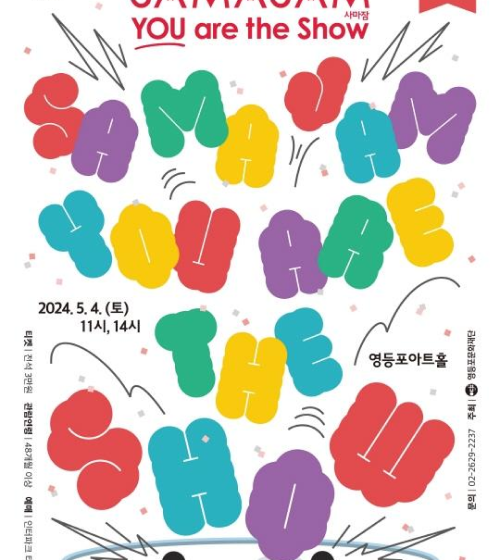 사마잠
YOU are the Show
SAMAJAM
YOU ARE
2024. 5. 4. (토)
11시, 14시
THE
영등포아트홀
SHOW
티켓 | 전석 3만원 관람연령 | 48개월 이상 예매 | 인터파크
문의 | 02-2629-2237 주최 | 영등포문화재단